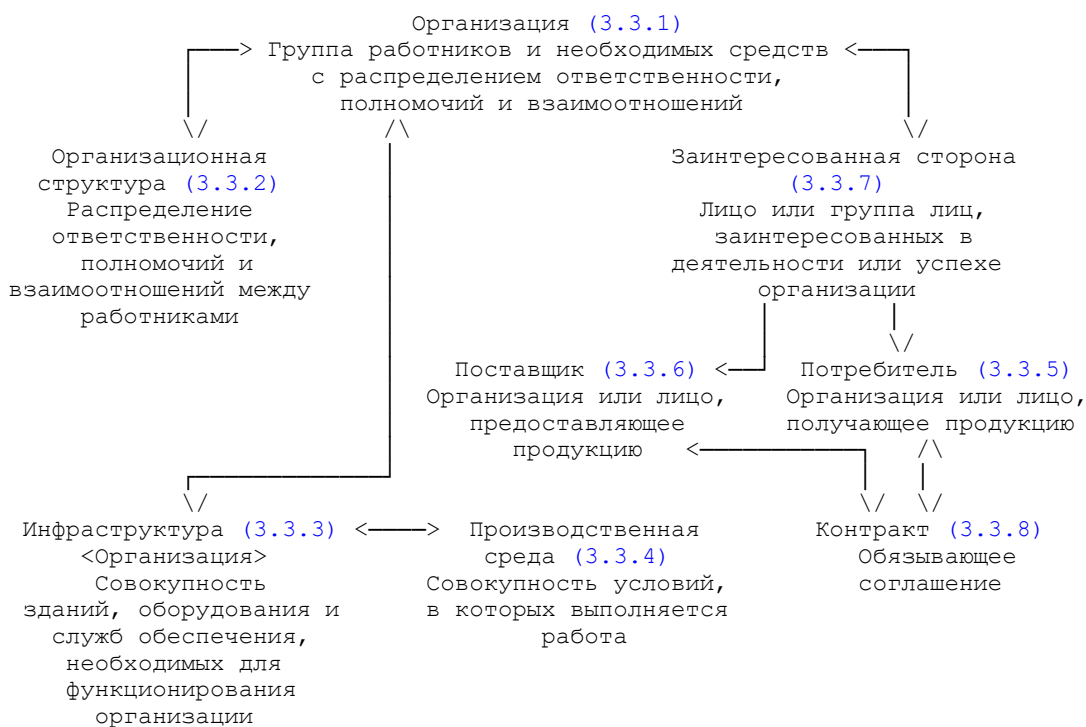 Организация (3.3.1)
Группа работников и необходимых средств
с распределением ответственности,
полномочий и взаимоотношений
Организационная
структура (3.3.2)
Распределение
ответственности,
полномочий и
взаимоотношений между
работниками
Заинтересованная сторона
(3.3.7)
Лицо или группа лиц,
заинтересованных в
деятельности или успехе
организации
Поставщик (3.3.6)
Организация или лицо,
предоставляющее
продукцию
Потребитель (3.3.5)
Организация или лицо,
получающее продукцию
Инфраструктура (3.3.3)
<Организация>
Совокупность
зданий, оборудования и
служб обеспечения,
необходимых для
функционирования
организации
Производственная
среда (3.3.4)
Совокупность условий,
в которых выполняется
работа
Контракт (3.3.8)
Обязывающее
соглашение